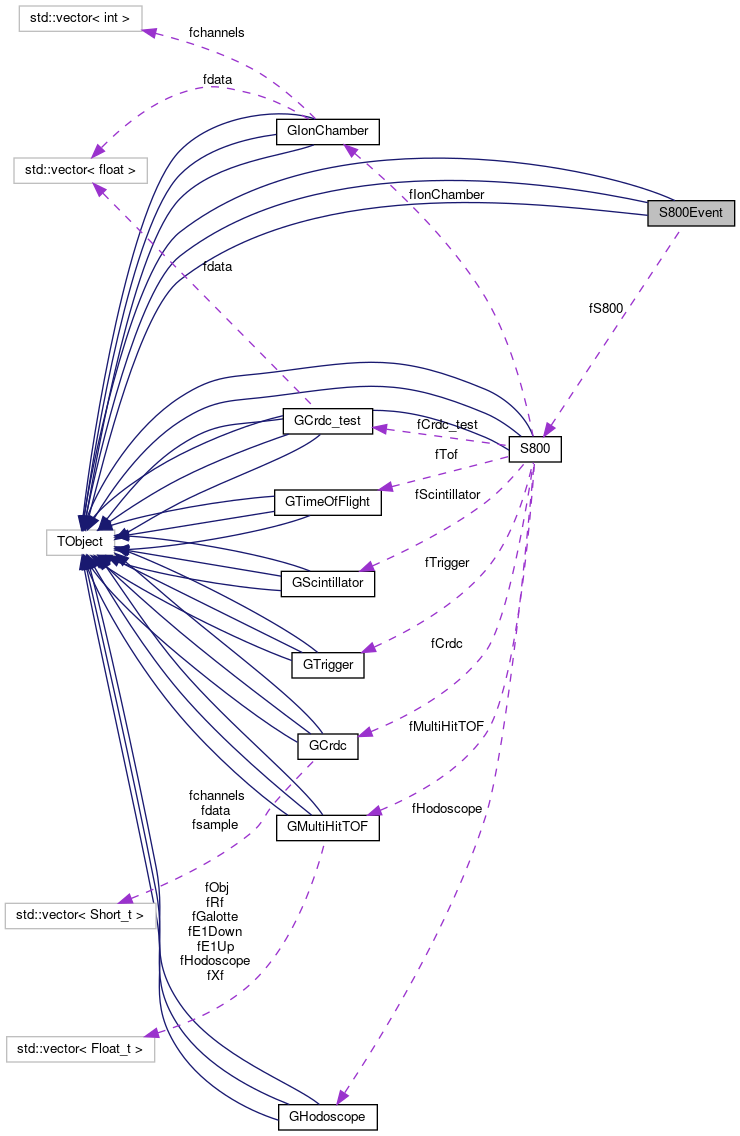 std::vector< int >
fchannels
fdata
GIonChamber
std::vector< float >
fIonChamber
S800Event
fdata
fS800
GCrdc_test
fCrdc_test
S800
fTof
GTimeOfFlight
fScintillator
TObject
fTrigger
GScintillator
fCrdc
GTrigger
fMultiHitTOF
GCrdc
fchannels
fdata
fsample
fHodoscope
GMultiHitTOF
std::vector< Short_t >
fObj
fRf
fGalotte
fE1Down
fE1Up
fHodoscope
fXf
std::vector< Float_t >
GHodoscope